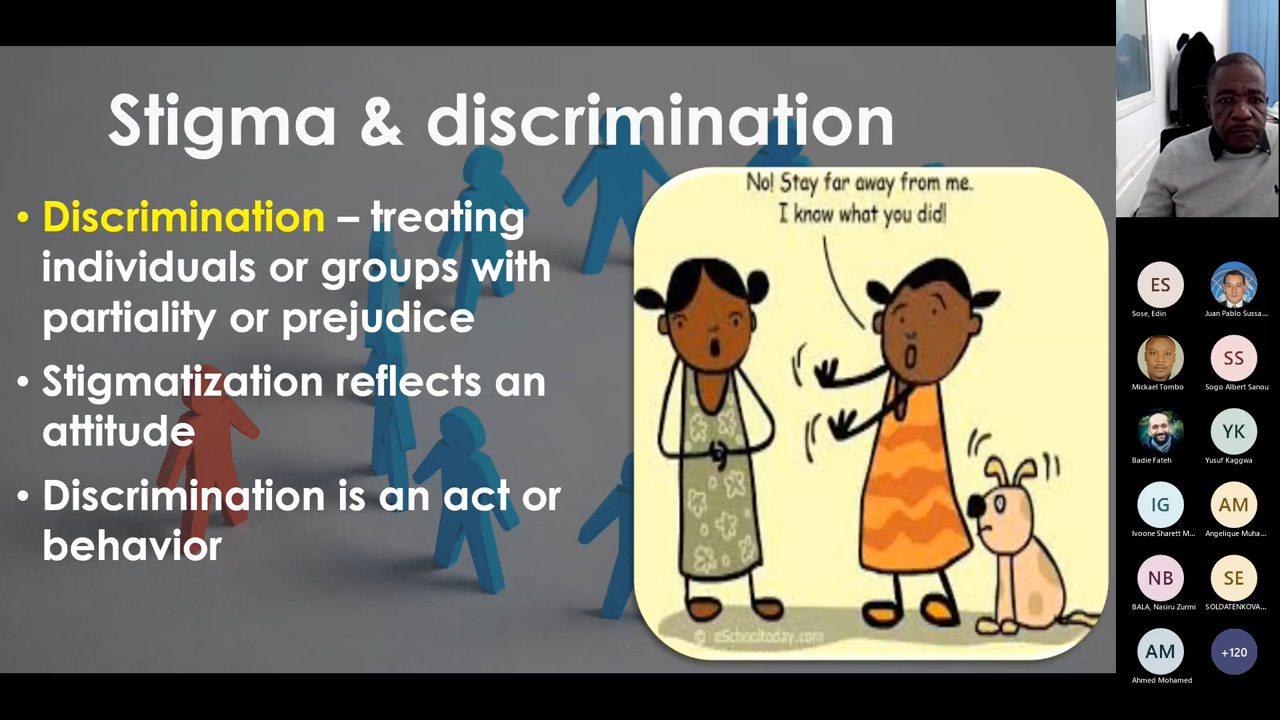 Stigma & discrimination
• Discrimination – treating
individuals or groups with
partiality or prejudice
• Stigmatization reflects an
attitude
• Discrimination is an act or
behavior
No! Stay far away from me.
I know what you did!
© eSchooltoday.com
ES
Sose, Edin
Juan Pablo Sussa...
Mickael Tombo
SS
Sogo Albert Sanou
Badie Fateh
YK
Yusuf Kaggwa
IG
Ivoone Sharett M...
AM
Angelique Muha...
NB
BALA, Nasiru Zurmi
SE
SOLDATENKOVA...
AM
Ahmed Mohamed
+120